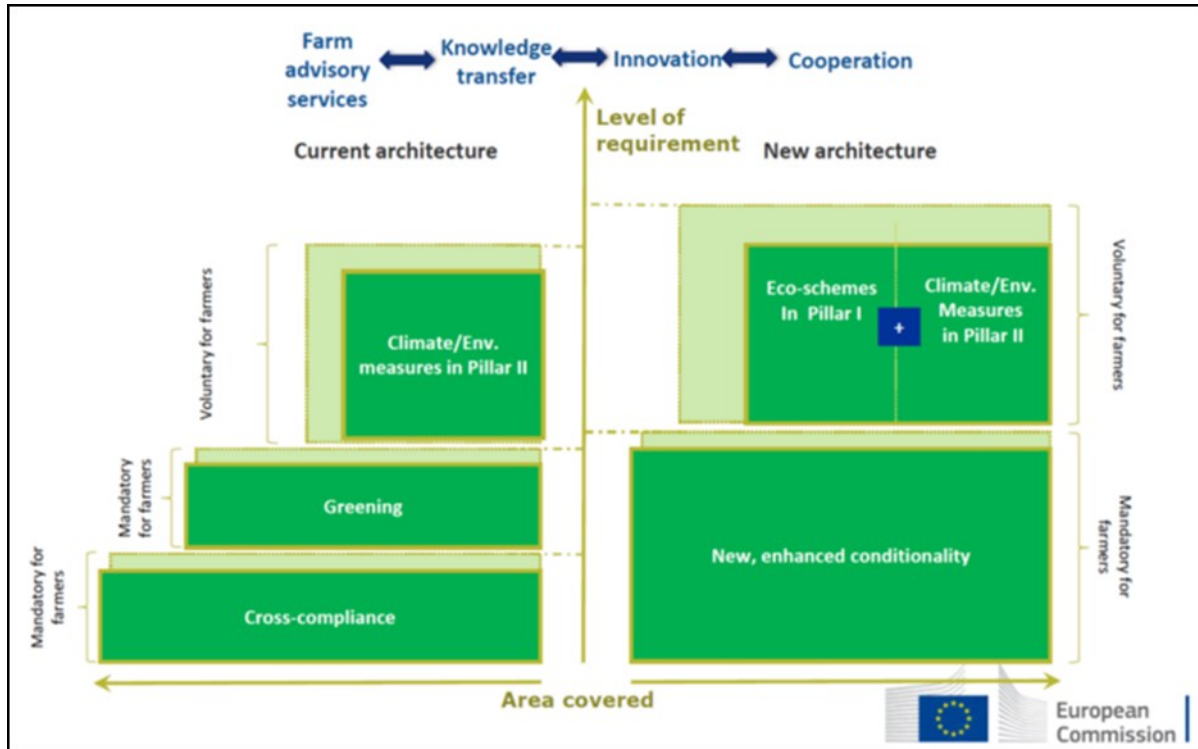 Farm
advisory
services
Knowledge
transfer
Innovation
Cooperation
Level of
requirement
Current architecture
New architecture
Voluntary for farmers
Climate/Env.
measures in Pillar II
Mandatory
for farmers
Greening
Mandatory for
farmers
Cross-compliance
Eco-schemes
In Pillar I
+
Climate/Env.
Measures
in Pillar II
Voluntary for farmers
New, enhanced conditionality
Mandatory for
farmers
Area covered
European
Commission